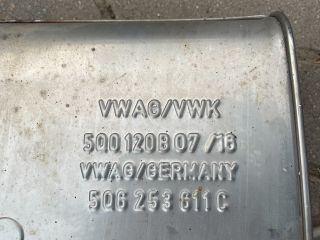 VWAG/VWK
5Q0120B 07/16
VWAG/GERMANY
5Q6 253 611 C